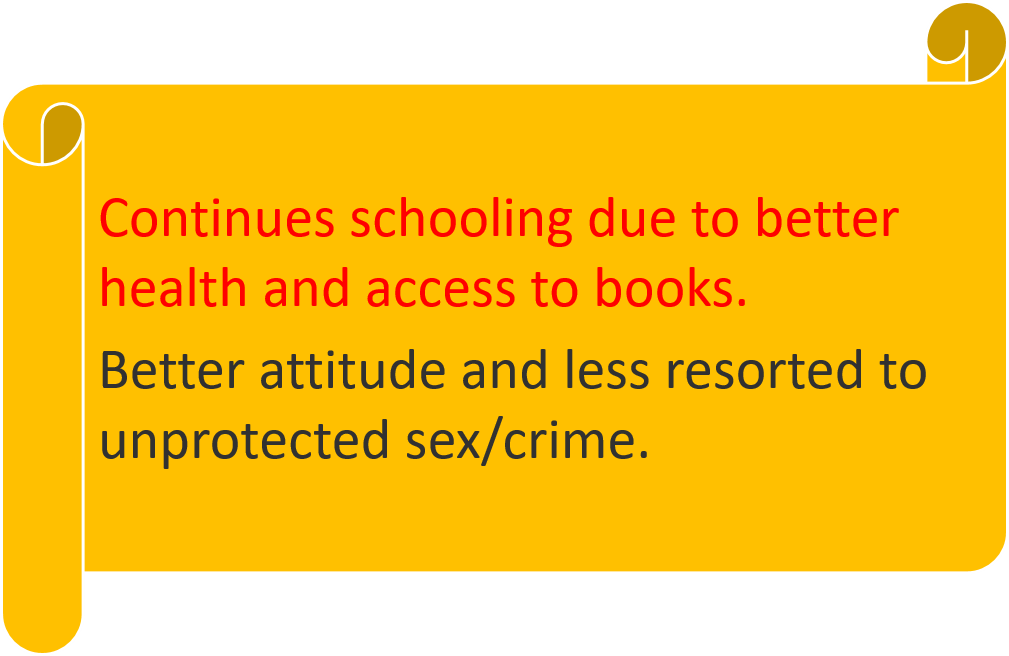 Continues schooling due to better
health and access to books.
Better attitude and less resorted to
unprotected sex/crime.